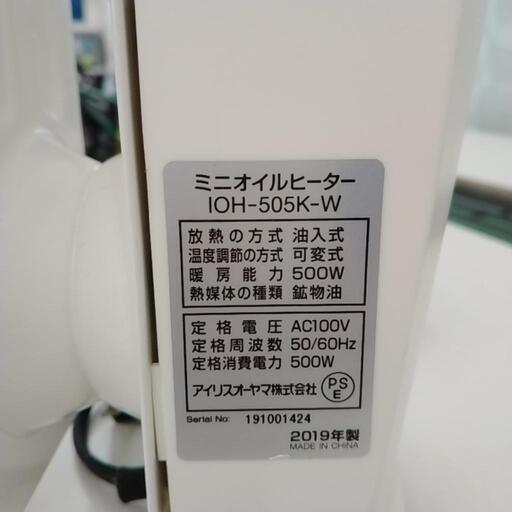 ミニオイルヒーター
IOH-505K-W
放熱の方式 油入式
温度調節の方式 可変式
暖房能力 500W
熱媒体の種類 鉱物油
定格電圧 AC100V
定格周波数 50/60Hz
定格消費電力 500W
アイリスオーヤマ株式会社 PSE
Serial No: 191001424
2019年製
MADE IN CHINA